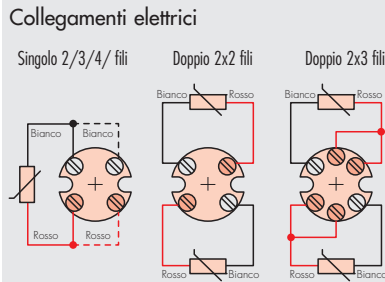 Collegamenti elettrici
Singolo 2/3/4/ fili
Doppio 2x2 fili
Doppio 2x3 fili
Bianco Bianco
Rosso Rosso
Bianco Rosso
Rosso Bianco
Bianco Rosso
Rosso Bianco